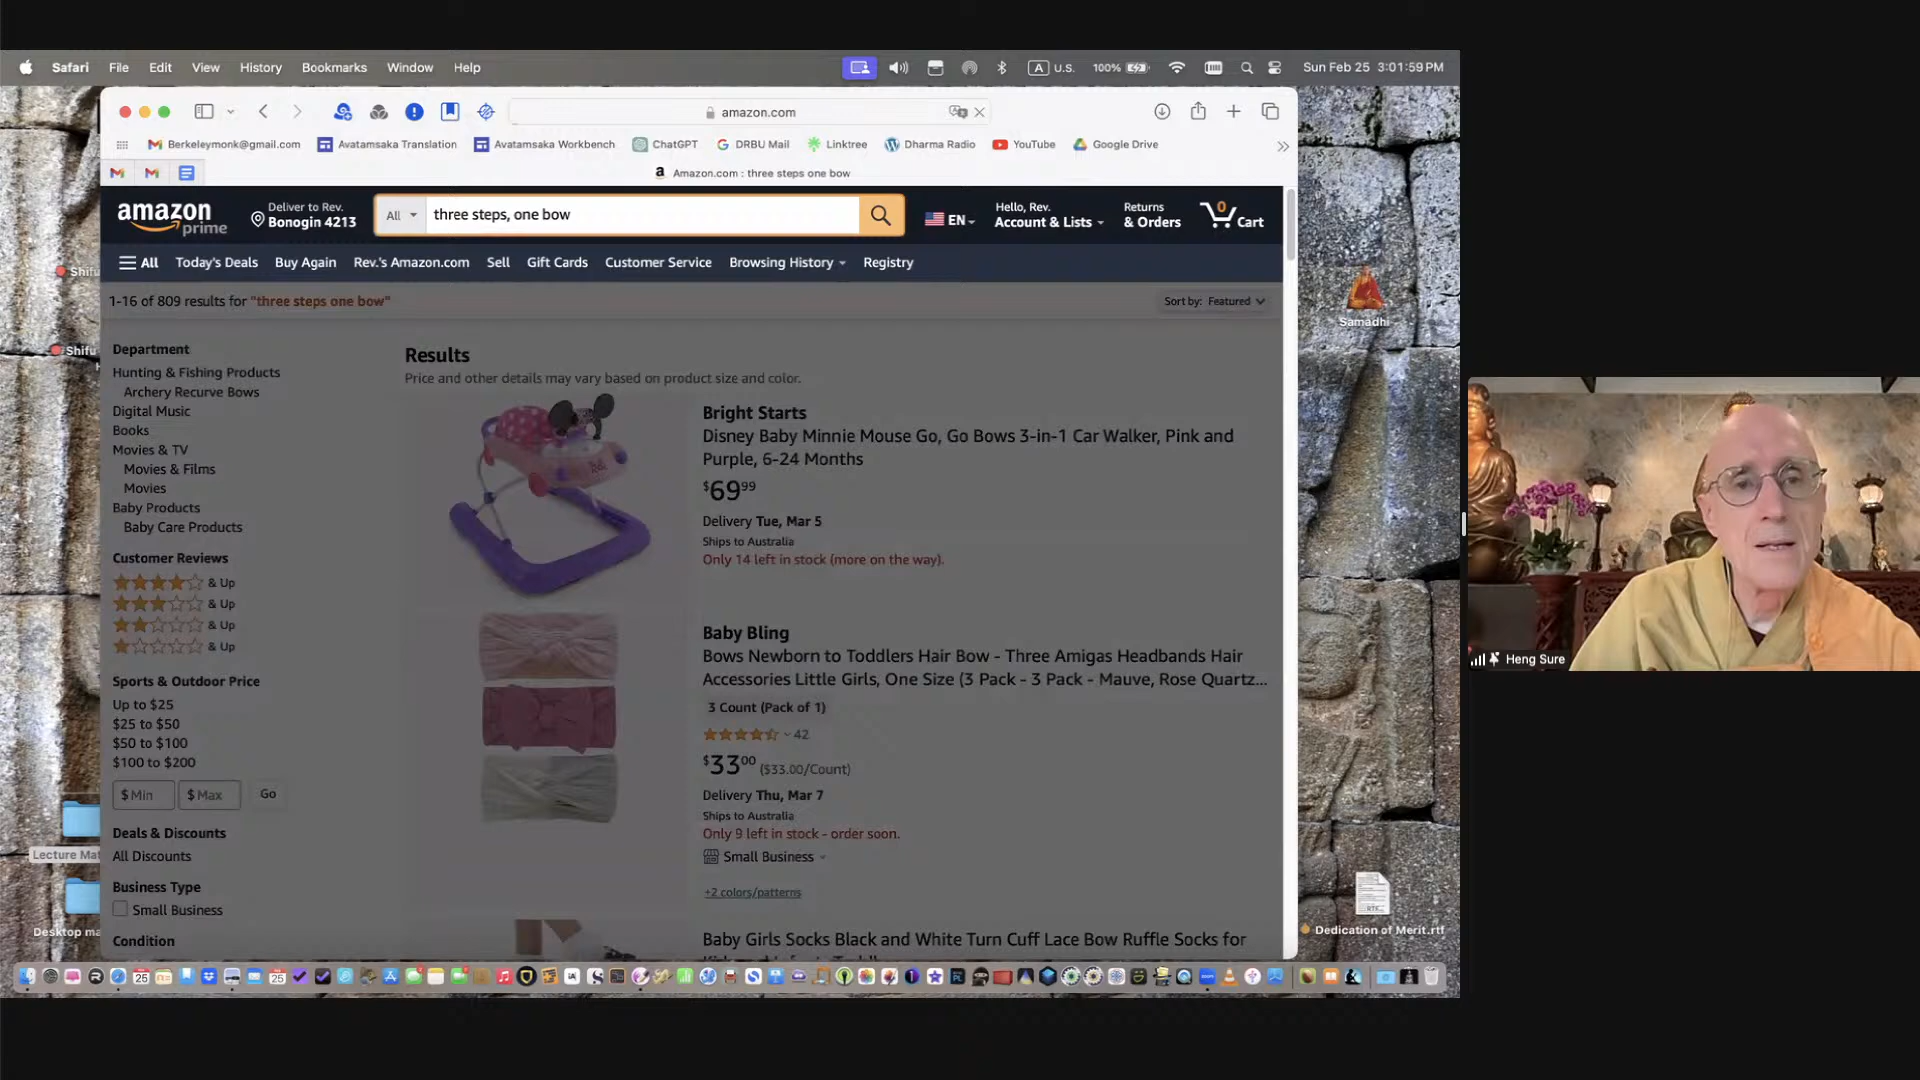 Safari File Edit View History Bookmarks Window Help
A U.S. 100% Sun Feb 25 3:01:59 PM
amazon.com
Berkeleymonk@gmail.com Avatamsaka Translation Avatamsaka Workbench ChatGPT DRBU Mail Linktree Dharma Radio YouTube Google Drive
Amazon.com : three steps one bow
amazon prime
Deliver to Rev.
Bonogin 4213
All
three steps, one bow
EN
Hello, Rev.
Account & Lists
Returns
& Orders
0
Cart
All Today's Deals Buy Again Rev.'s Amazon.com Sell Gift Cards Customer Service Browsing History Registry
1-16 of 809 results for "three steps one bow"
Sort by: Featured
Department
Hunting & Fishing Products
Archery Recurve Bows
Digital Music
Books
Movies & TV
Movies & Films
Movies
Baby Products
Baby Care Products
Customer Reviews
& Up
& Up
& Up
& Up
Sports & Outdoor Price
Up to $25
$25 to $50
$50 to $100
$100 to $200
$ Min $ Max Go
Deals & Discounts
All Discounts
Business Type
Small Business
Condition
Results
Price and other details may vary based on product size and color.
Bright Starts
Disney Baby Minnie Mouse Go, Go Bows 3-in-1 Car Walker, Pink and
Purple, 6-24 Months
$69.99
Delivery Tue, Mar 5
Ships to Australia
Only 14 left in stock (more on the way).
Baby Bling
Bows Newborn to Toddlers Hair Bow - Three Amigas Headbands Hair
Accessories Little Girls, One Size (3 Pack - 3 Pack - Mauve, Rose Quartz...
3 Count (Pack of 1)
42
$33.00 ($33.00/Count)
Delivery Thu, Mar 7
Ships to Australia
Only 9 left in stock - order soon.
Small Business
+2 colors/patterns
Baby Girls Socks Black and White Turn Cuff Lace Bow Ruffle Socks for
Shifu
Shifu
Lecture Mat
Desktop ma
Samadhi
Dedication of Merit.rtf
Heng Sure